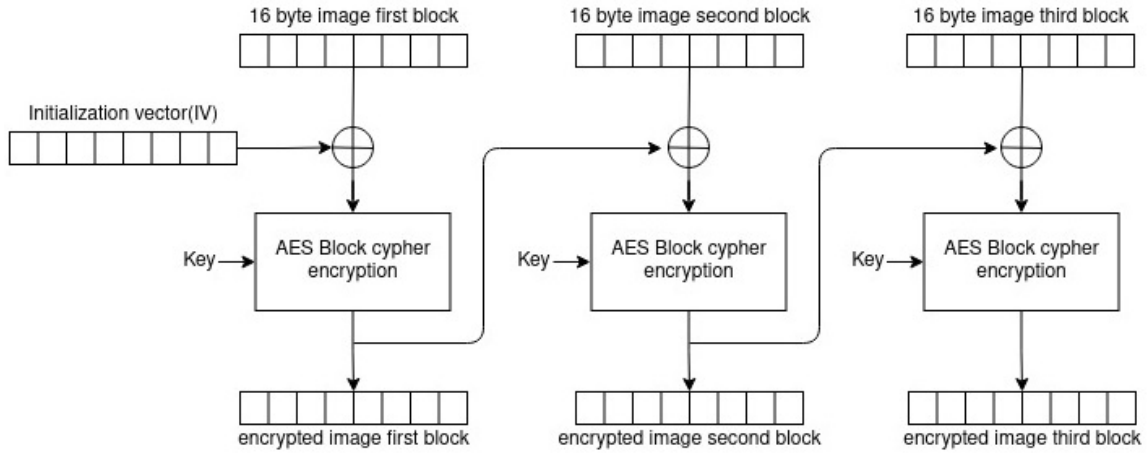 16 byte image first block
16 byte image second block
16 byte image third block
Initialization vector(IV)
Key
AES Block cypher
encryption
Key
AES Block cypher
encryption
Key
AES Block cypher
encryption
encrypted image first block
encrypted image second block
encrypted image third block